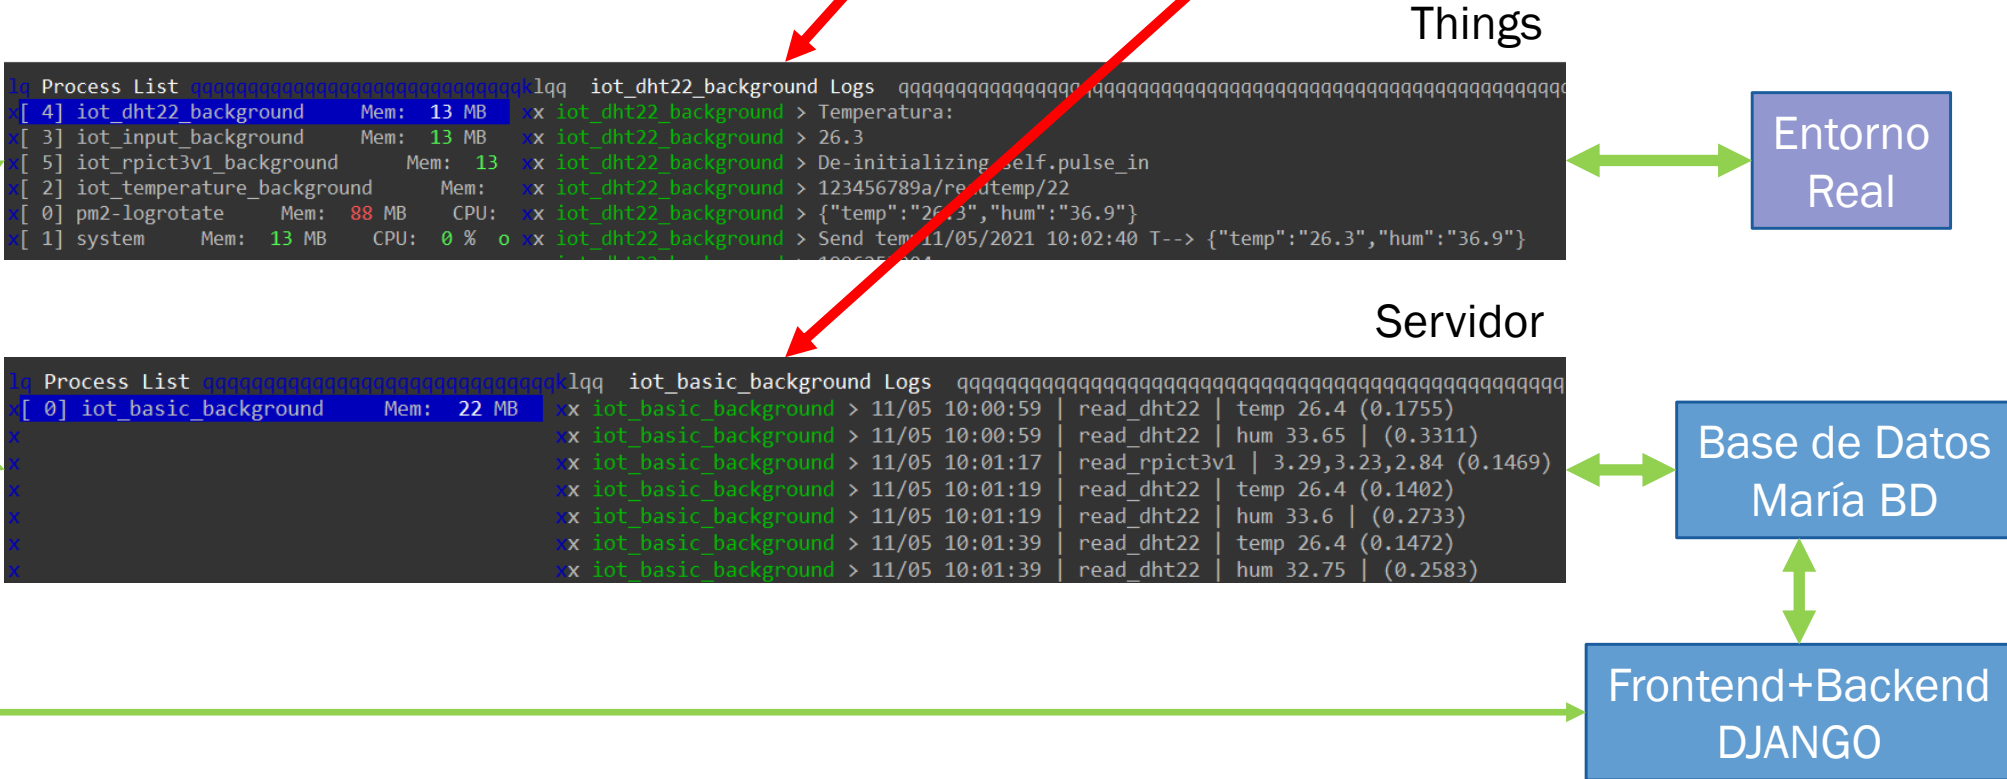 Things
lq Process List qqqqqqqqqqqqqqqqqqqqqqqqqqqqklqq iot_dht22_background Logs qqqqqqqqqqqqqqqqqqqqqqqqqqqqqqqqqqqqqqqqqqqqqqqqqqqqqqqqq
x[ 4] iot_dht22_background Mem: 13 MB xx iot_dht22_background > Temperatura:
x[ 3] iot_input_background Mem: 13 MB xx iot_dht22_background > 26.3
x[ 5] iot_rpict3v1_background Mem: 13 xx iot_dht22_background > De-initializing self.pulse_in
x[ 2] iot_temperature_background Mem: xx iot_dht22_background > 123456789a/readtemp/22
x[ 0] pm2-logrotate Mem: 88 MB CPU: xx iot_dht22_background > {"temp":"26.3","hum":"36.9"}
x[ 1] system Mem: 13 MB CPU: 0 % o xx iot_dht22_background > Send temp11/05/2021 10:02:40 T--> {"temp":"26.3","hum":"36.9"}
Entorno
Real
Servidor
lq Process List qqqqqqqqqqqqqqqqqqqqqqqqqqqqqklqq iot_basic_background Logs qqqqqqqqqqqqqqqqqqqqqqqqqqqqqqqqqqqqqqqqqqqqqqqqqq
x[ 0] iot_basic_background Mem: 22 MB xx iot_basic_background > 11/05 10:00:59 | read_dht22 | temp 26.4 (0.1755)
x xx iot_basic_background > 11/05 10:00:59 | read_dht22 | hum 33.65 | (0.3311)
x xx iot_basic_background > 11/05 10:01:17 | read_rpict3v1 | 3.29,3.23,2.84 (0.1469)
x xx iot_basic_background > 11/05 10:01:19 | read_dht22 | temp 26.4 (0.1402)
x xx iot_basic_background > 11/05 10:01:19 | read_dht22 | hum 33.6 | (0.2733)
x xx iot_basic_background > 11/05 10:01:39 | read_dht22 | temp 26.4 (0.1472)
x xx iot_basic_background > 11/05 10:01:39 | read_dht22 | hum 32.75 | (0.2583)
Base de Datos
María BD
Frontend+Backend
DJANGO